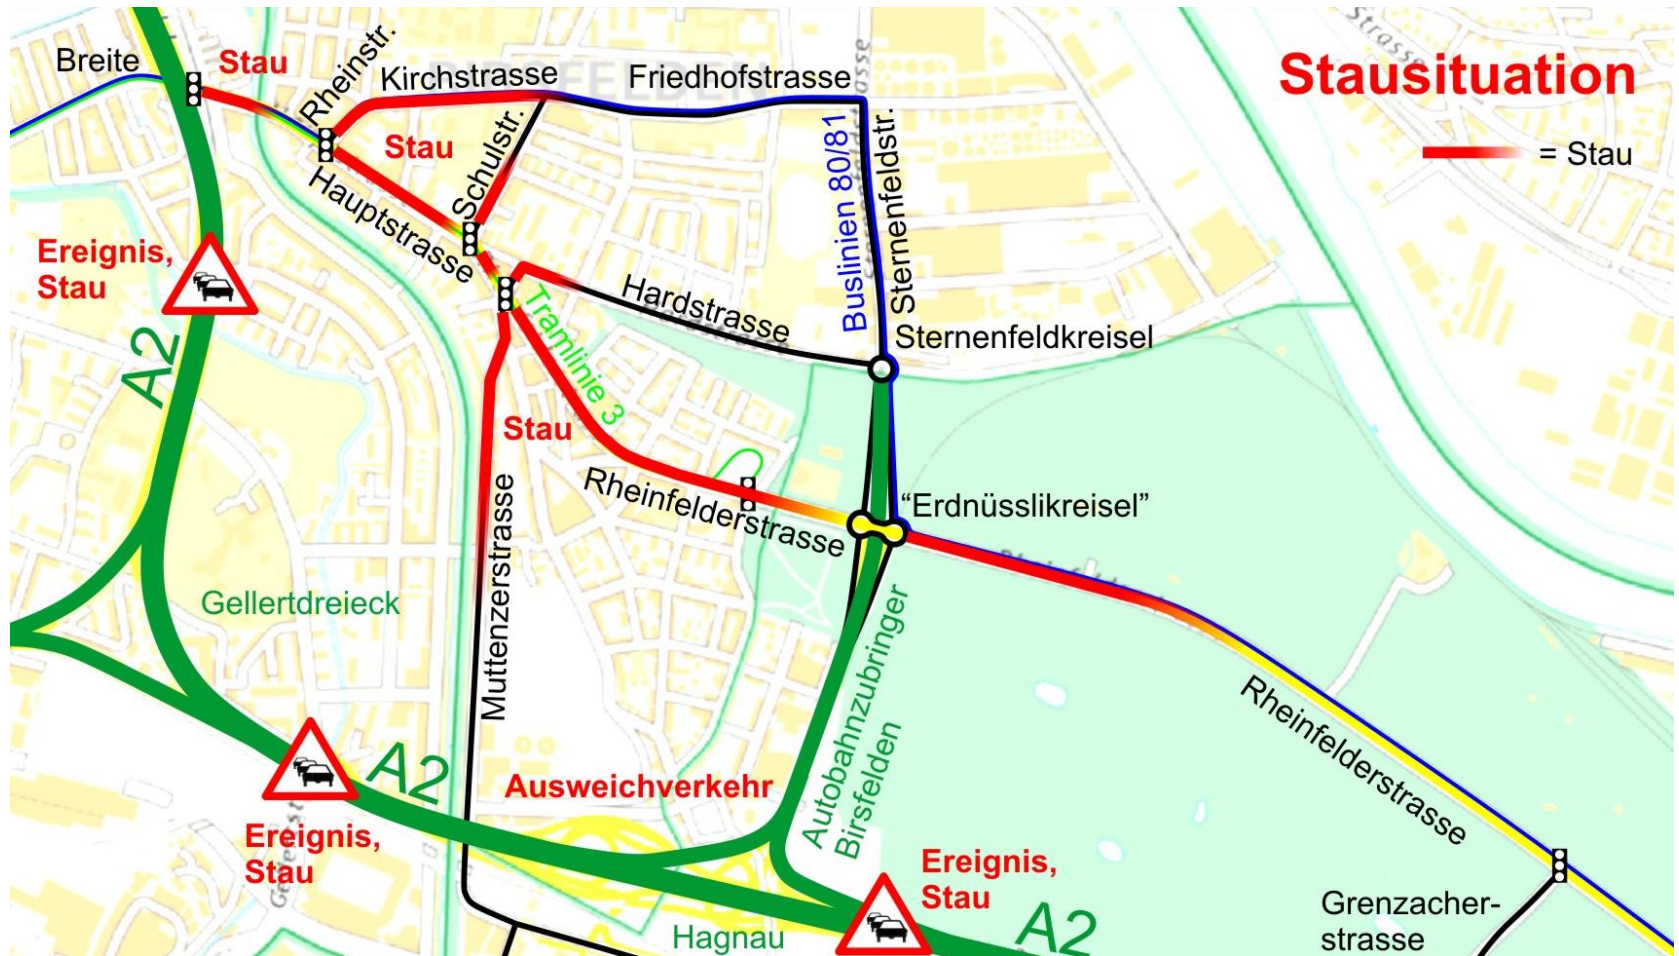 Stausituation
= Stau
Breite
Stau
Rheinstr.
Kirchstrasse
Friedhofstrasse
Stau
Schulstr.
Hauptstrasse
Buslinien 80/81
Sternenfeldstr.
Ereignis,
Stau
A2
Hardstrasse
Tramlinie 3
Sternenfeldkreisel
Stau
Rheinfelderstrasse
“Erdnüsslikreisel”
Muttenzerstrasse
Gellertdreieck
Autobahnzubringer
Birsfelden
Rheinfelderstrasse
A2
Ausweichverkehr
Ereignis,
Stau
Ereignis,
Stau
Hagnau
A2
Grenzacher-
strasse